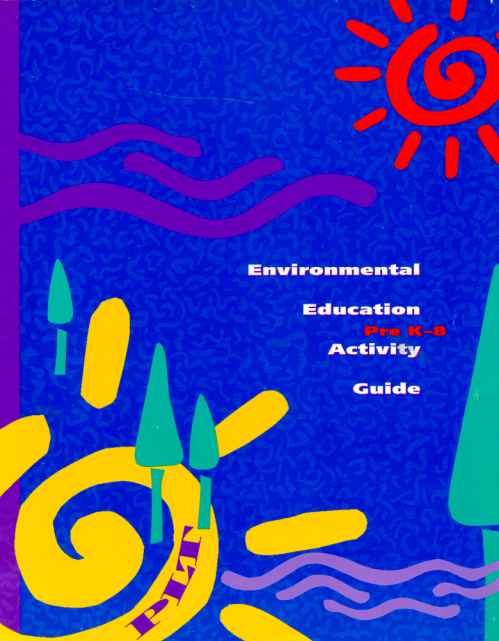 Environmental
Education
Pre K–8
Activity
Guide
PLT